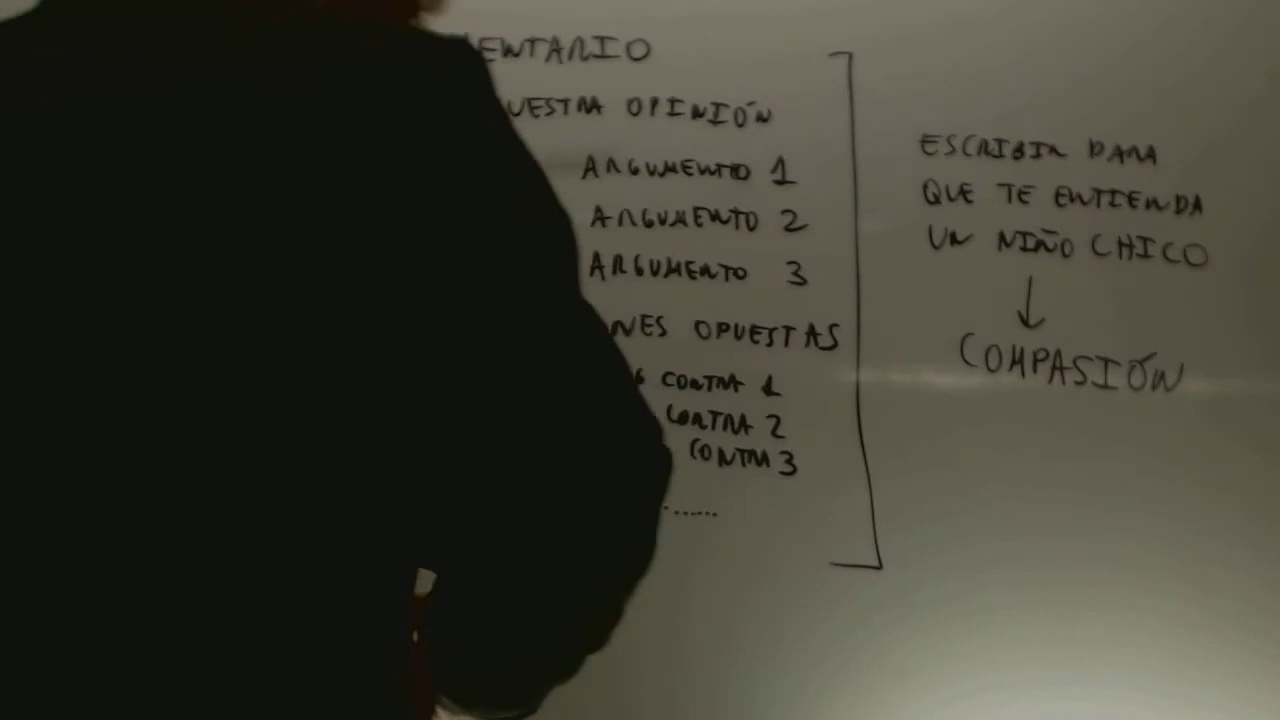 ENTARIO
UESTRA OPINIÓN
ARGUMENTO 1
ARGUMENTO 2
ARGUMENTO 3
NES OPUESTAS
CONTRA 1
CONTRA 2
CONTRA 3
.......
ESCRIBIR PARA
QUE TE ENTIENDA
UN NIÑO CHICO
↓
COMPASIÓN